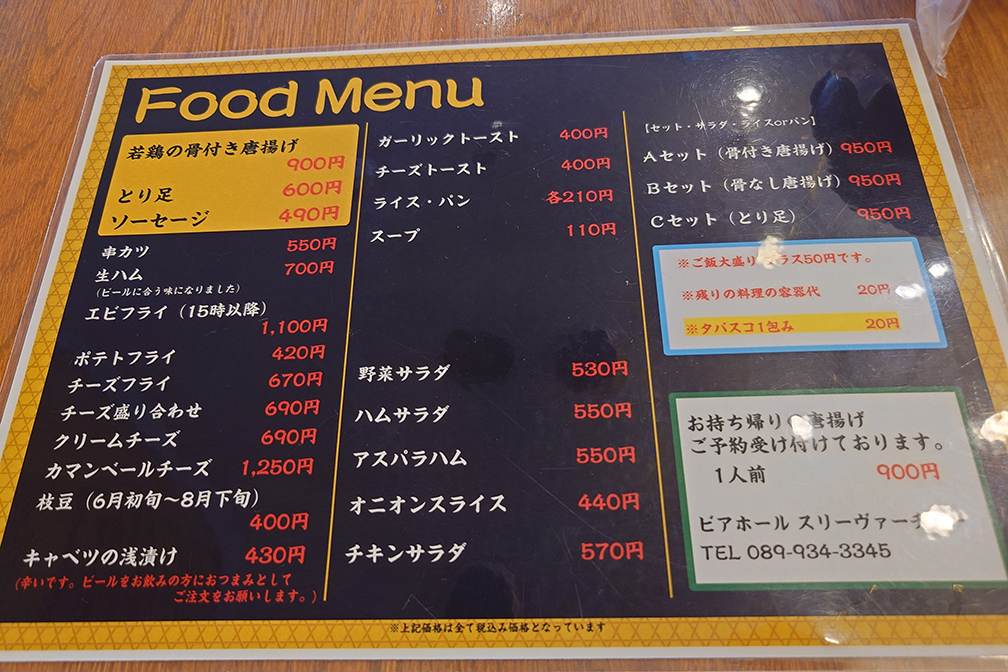 Food Menu
若鶏の骨付き唐揚げ
900円
とり足 600円
ソーセージ 490円
串カツ 550円
生ハム 700円
(ビールに合う味になりました)
エビフライ (15時以降)
1,100円
ポテトフライ 420円
チーズフライ 670円
チーズ盛り合わせ 690円
クリームチーズ 690円
カマンベールチーズ 1,250円
枝豆 (6月初旬〜8月下旬)
400円
キャベツの浅漬け 430円
(辛いです。ビールをお飲みの方におつまみとして
ご注文をお願いします。)
ガーリックトースト 400円
チーズトースト 400円
ライス・パン 各210円
スープ 110円
野菜サラダ 530円
ハムサラダ 550円
アスパラハム 550円
オニオンスライス 440円
チキンサラダ 570円
【セット・サラダ・ライスorパン】
Aセット (骨付き唐揚げ) 950円
Bセット (骨なし唐揚げ) 950円
Cセット (とり足) 950円
※ご飯大盛り ラス50円です。
※残りの料理の容器代 20円
※タバスコ1包み 20円
お持ち帰り 唐揚げ
ご予約受け付けております。
1人前 900円
ビアホール スリーヴァー
TEL 089-934-3345
※上記価格は全て税込み価格となっています